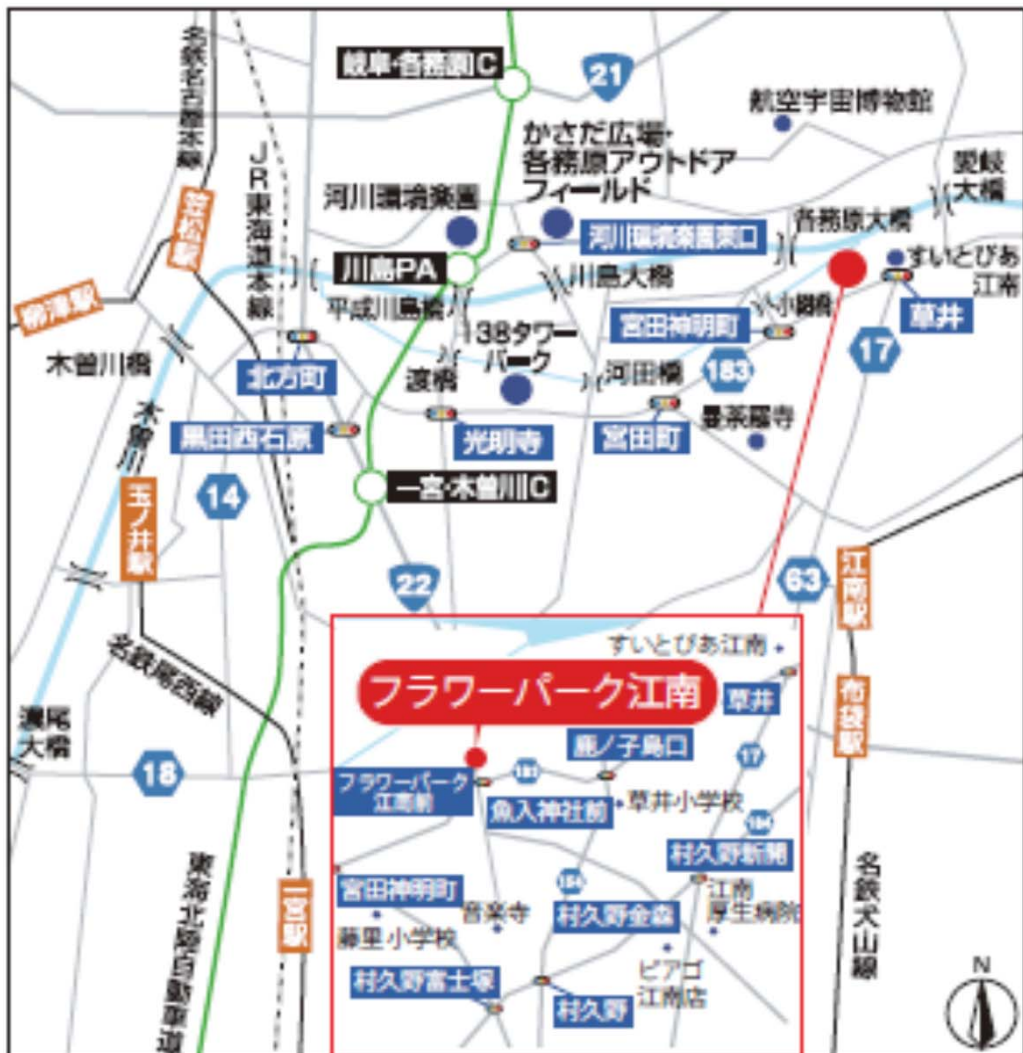 岐阜・各務原IC
21
航空宇宙博物館
名鉄名古屋本線
JR東海道本線
かさだ広場・
各務原アウトドア
フィールド
愛岐
大橋
河川環境楽園
笠松駅
河川環境楽園東口
各務原大橋
川島PA
川島大橋
すいとぴあ
江南
柳津駅
平成川島橋
宮田神明町
小網橋
草井
138タワー
パーク
17
木曽川橋
北方町
渡橋
河田橋
183
黒田西石原
光明寺
宮田町
曼荼羅寺
木曽川
14
一宮・木曽川IC
玉ノ井駅
22
63
江南駅
名鉄尾西線
すいとぴあ江南
フラワーパーク江南
草井
布袋駅
濃尾
大橋
18
鹿ノ子島口
17
フラワーパーク
江南前
183
魚入神社前
草井小学校
村久野新開
宮田神明町
音楽寺
村久野金森
江南
厚生病院
藤里小学校
一宮駅
名鉄犬山線
村久野富士塚
村久野
ピアゴ
江南店
N